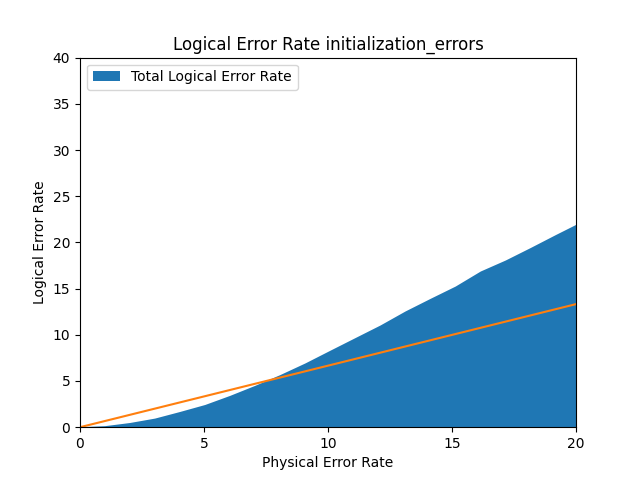 Logical Error Rate initialization_errors
Total Logical Error Rate
Logical Error Rate
40
35
30
25
20
15
10
5
0
0 5 10 15 20
Physical Error Rate